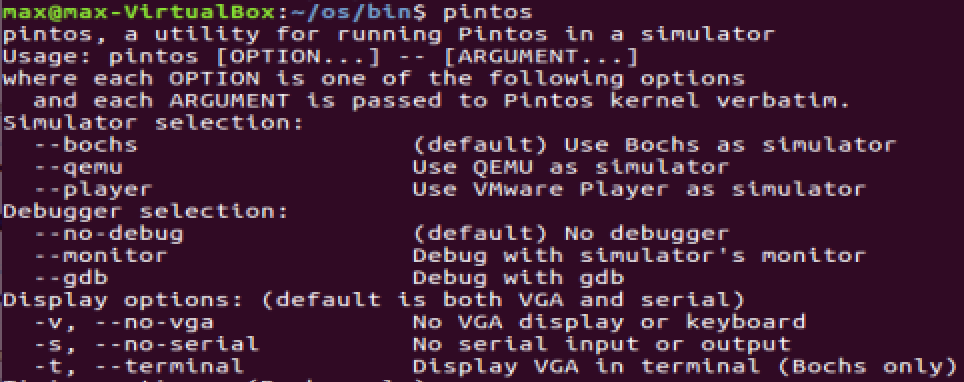 max@max-VirtualBox:~/os/bin$ pintos
pintos, a utility for running Pintos in a simulator
Usage: pintos [OPTION...] -- [ARGUMENT...]
where each OPTION is one of the following options
  and each ARGUMENT is passed to Pintos kernel verbatim.
Simulator selection:
  --bochs                  (default) Use Bochs as simulator
  --qemu                   Use QEMU as simulator
  --player                 Use VMware Player as simulator
Debugger selection:
  --no-debug               (default) No debugger
  --monitor                Debug with simulator's monitor
  --gdb                    Debug with gdb
Display options: (default is both VGA and serial)
  -v, --no-vga             No VGA display or keyboard
  -s, --no-serial          No serial input or output
  -t, --terminal           Display VGA in terminal (Bochs only)